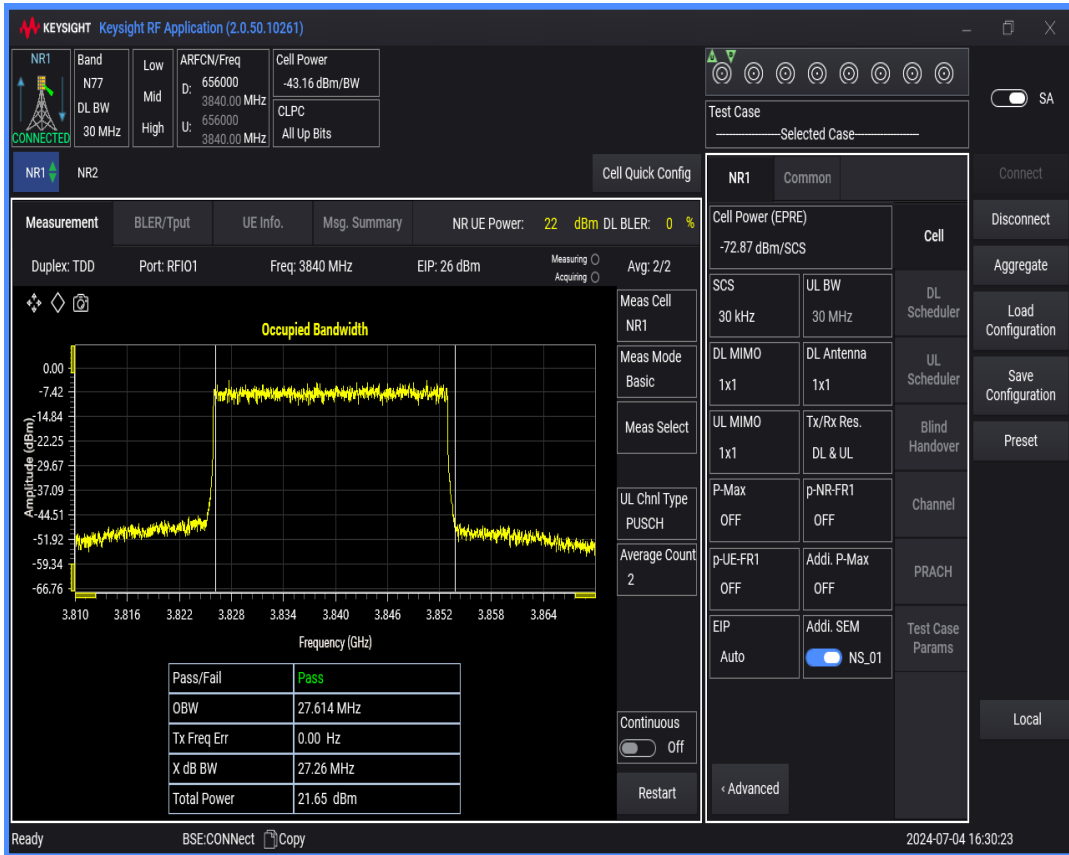 KEYSIGHT Keysight RF Application (2.0.50.10261)
NR1
CONNECTED
Band
N77
DL BW
30 MHz
Low
Mid
High
ARFCN/Freq
D: 656000
3840.00 MHz
U: 656000
3840.00 MHz
Cell Power
-43.16 dBm/BW
CLPC
All Up Bits
Test Case
--------------------Selected Case--------------------
SA
NR1
NR2
Cell Quick Config
Measurement
BLER/Tput
UE Info.
Msg. Summary
NR UE Power: 22 dBm DL BLER: 0 %
Duplex: TDD
Port: RFIO1
Freq: 3840 MHz
EIP: 26 dBm
Measuring
Acquiring
Avg: 2/2
Occupied Bandwidth
Amplitude (dBm)
0.00
-7.42
-14.84
-22.25
-29.67
-37.09
-44.51
-51.92
-59.34
-66.76
3.810 3.816 3.822 3.828 3.834 3.840 3.846 3.852 3.858 3.864
Frequency (GHz)
Pass/Fail Pass
OBW 27.614 MHz
Tx Freq Err 0.00 Hz
X dB BW 27.26 MHz
Total Power 21.65 dBm
Meas Cell
NR1
Meas Mode
Basic
Meas Select
UL Chnl Type
PUSCH
Average Count
2
Continuous
Off
Restart
NR1
Common
Cell Power (EPRE)
-72.87 dBm/SCS
SCS
30 kHz
UL BW
30 MHz
DL MIMO
1x1
DL Antenna
1x1
UL MIMO
1x1
Tx/Rx Res.
DL & UL
P-Max
OFF
p-NR-FR1
OFF
p-UE-FR1
OFF
Addi. P-Max
OFF
EIP
Auto
Addi. SEM
NS_01
‹ Advanced
Cell
DL
Scheduler
UL
Scheduler
Blind
Handover
Channel
PRACH
Test Case
Params
Connect
Disconnect
Aggregate
Load
Configuration
Save
Configuration
Preset
Local
Ready
BSE:CONNect
Copy
2024-07-04 16:30:23